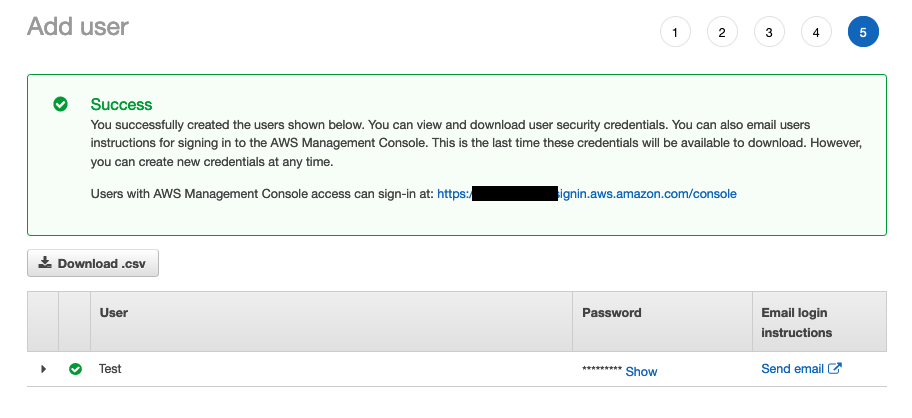 Add user
1 2 3 4 5
Success
You successfully created the users shown below. You can view and download user security credentials. You can also email users
instructions for signing in to the AWS Management Console. This is the last time these credentials will be available to download. However,
you can create new credentials at any time.
Users with AWS Management Console access can sign-in at: https:/ signin.aws.amazon.com/console
Download .csv
User Password Email login
instructions
Test ********* Show Send email